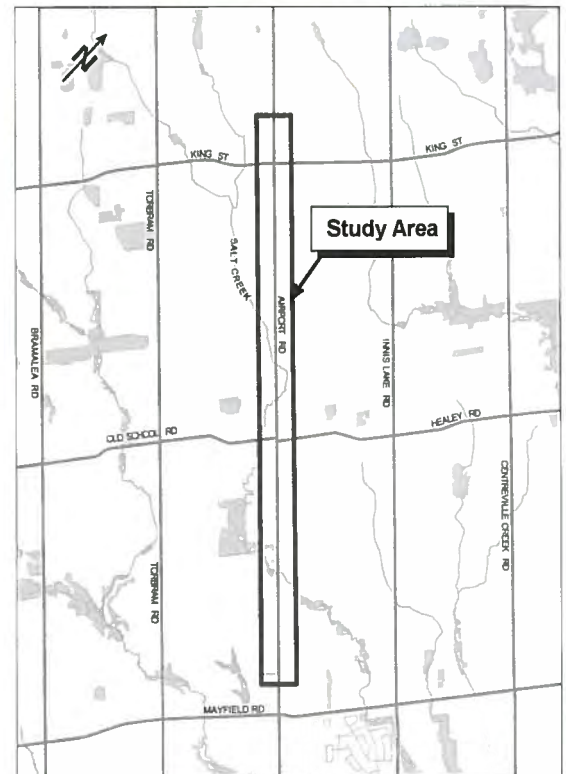 N
KING ST
KING ST
TORBRAM RD
SALT CREEK
Study Area
AIRPORT RD
BRAMALEA RD
INNIS LAKE RD
OLD SCHOOL RD
HEALEY RD
CENTREVILLE CREEK RD
TORBRAM RD
MAYFIELD RD